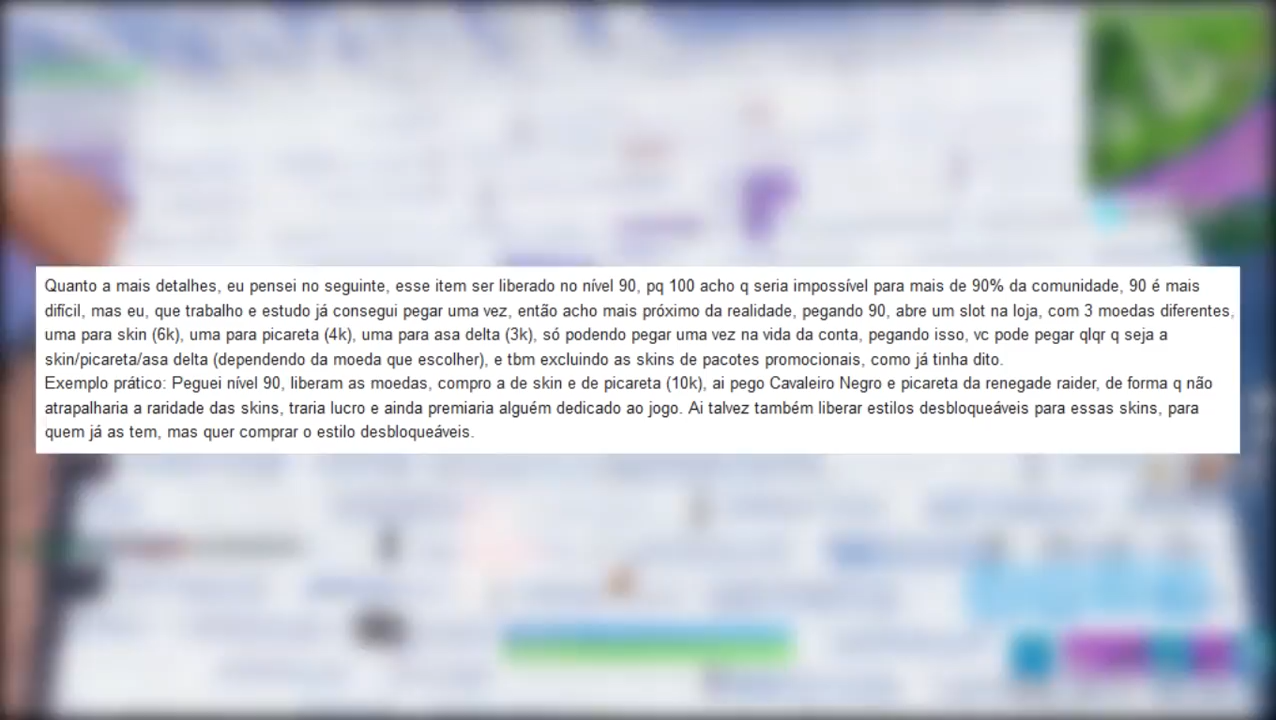 Quanto a mais detalhes, eu pensei no seguinte, esse item ser liberado no nível 90, pq 100 acho q seria impossível para mais de 90% da comunidade, 90 é mais
difícil, mas eu, que trabalho e estudo já consegui pegar uma vez, então acho mais próximo da realidade, pegando 90, abre um slot na loja, com 3 moedas diferentes,
uma para skin (6k), uma para picareta (4k), uma para asa delta (3k), só podendo pegar uma vez na vida da conta, pegando isso, vc pode pegar qlqr q seja a
skin/picareta/asa delta (dependendo da moeda que escolher), e tbm excluindo as skins de pacotes promocionais, como já tinha dito.
Exemplo prático: Peguei nível 90, liberam as moedas, compro a de skin e de picareta (10k), ai pego Cavaleiro Negro e picareta da renegade raider, de forma q não
atrapalharia a raridade das skins, traria lucro e ainda premiaria alguém dedicado ao jogo. Ai talvez também liberar estilos desbloqueáveis para essas skins, para
quem já as tem, mas quer comprar o estilo desbloqueáveis.